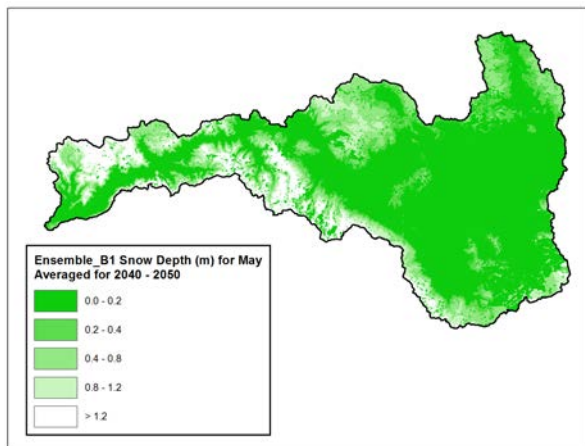 Ensemble_B1 Snow Depth (m) for May
Averaged for 2040 - 2050
0.0 - 0.2
0.2 - 0.4
0.4 - 0.8
0.8 - 1.2
> 1.2